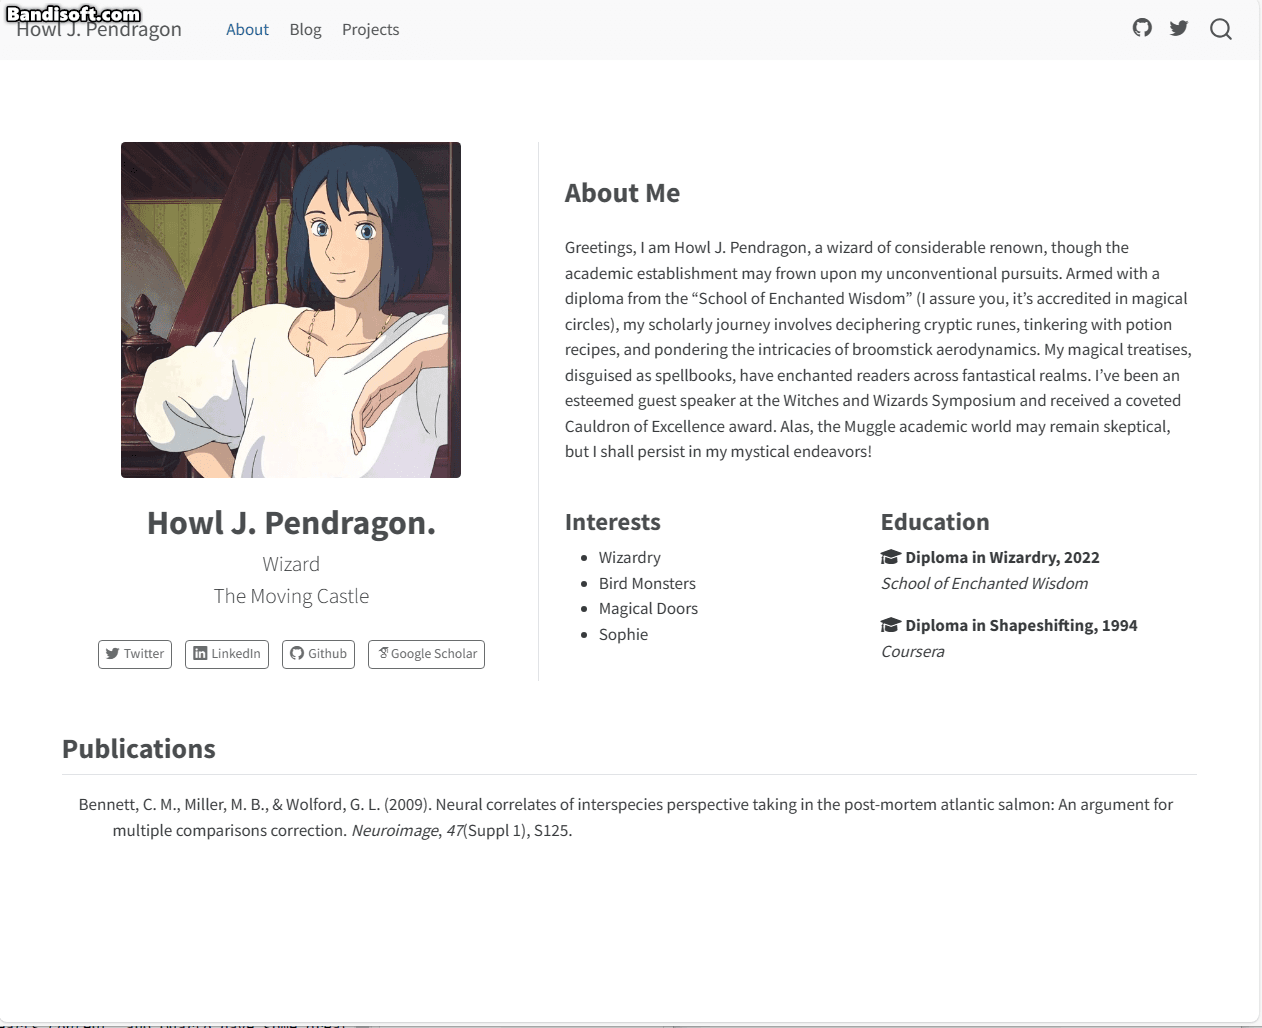 Bandisoft.com
Howl J. Pendragon About Blog Projects
About Me
Greetings, I am Howl J. Pendragon, a wizard of considerable renown, though the
academic establishment may frown upon my unconventional pursuits. Armed with a
diploma from the “School of Enchanted Wisdom” (I assure you, it’s accredited in magical
circles), my scholarly journey involves deciphering cryptic runes, tinkering with potion
recipes, and pondering the intricacies of broomstick aerodynamics. My magical treatises,
disguised as spellbooks, have enchanted readers across fantastical realms. I’ve been an
esteemed guest speaker at the Witches and Wizards Symposium and received a coveted
Cauldron of Excellence award. Alas, the Muggle academic world may remain skeptical,
but I shall persist in my mystical endeavors!
Howl J. Pendragon.
Wizard
The Moving Castle
Twitter LinkedIn Github Google Scholar
Interests
Wizardry
Bird Monsters
Magical Doors
Sophie
Education
Diploma in Wizardry, 2022
School of Enchanted Wisdom
Diploma in Shapeshifting, 1994
Coursera
Publications
Bennett, C. M., Miller, M. B., & Wolford, G. L. (2009). Neural correlates of interspecies perspective taking in the post-mortem atlantic salmon: An argument for
multiple comparisons correction. Neuroimage, 47(Suppl 1), S125.